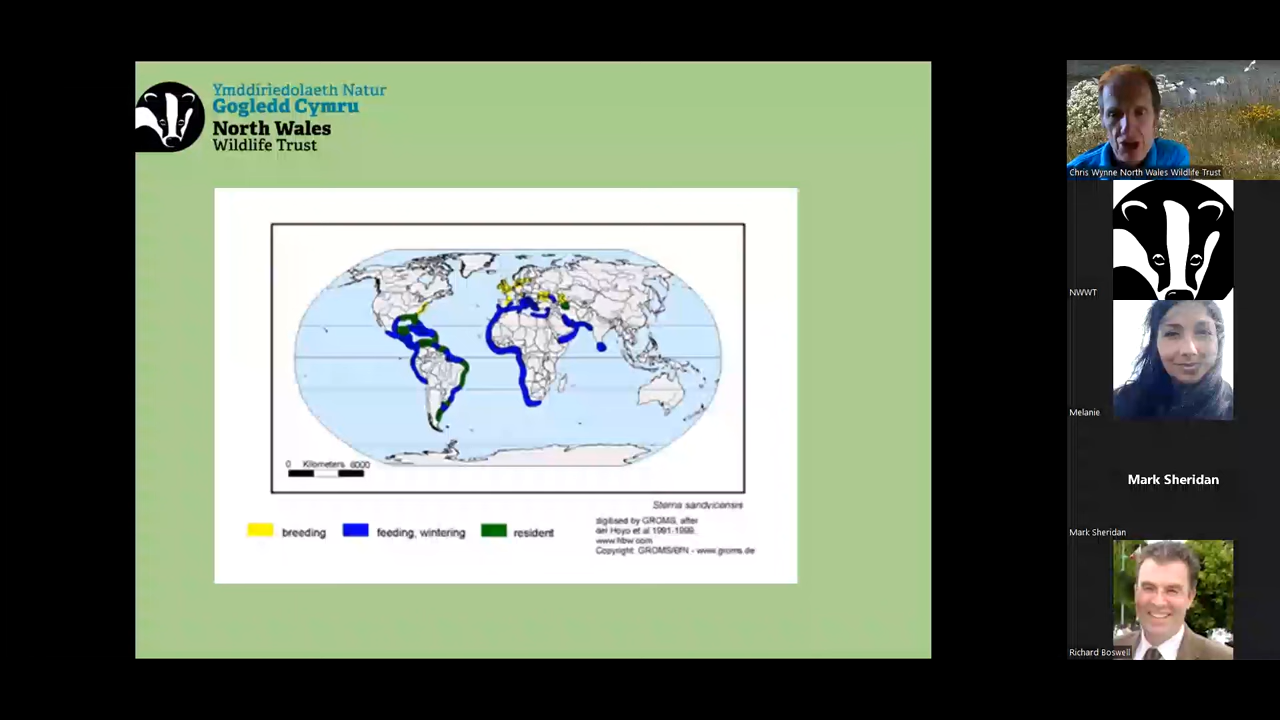 Ymddiriedolaeth Natur
Gogledd Cymru
North Wales
Wildlife Trust
0 Kilometers 6000
Sterna sandvicensis
breeding
feeding, wintering
resident
digitised by GROMS, after
del Hoyo et al 1991-1999,
www.hbw.com
Copyright: GROMS/BfN - www.groms.de
Chris Wynne North Wales Wildlife Trust
NWWT
Melanie
Mark Sheridan
Mark Sheridan
Richard Boswell